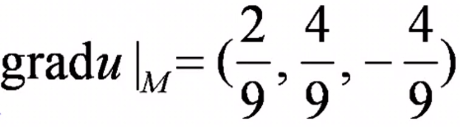 gradu |_M = (2/9, 4/9, -4/9)